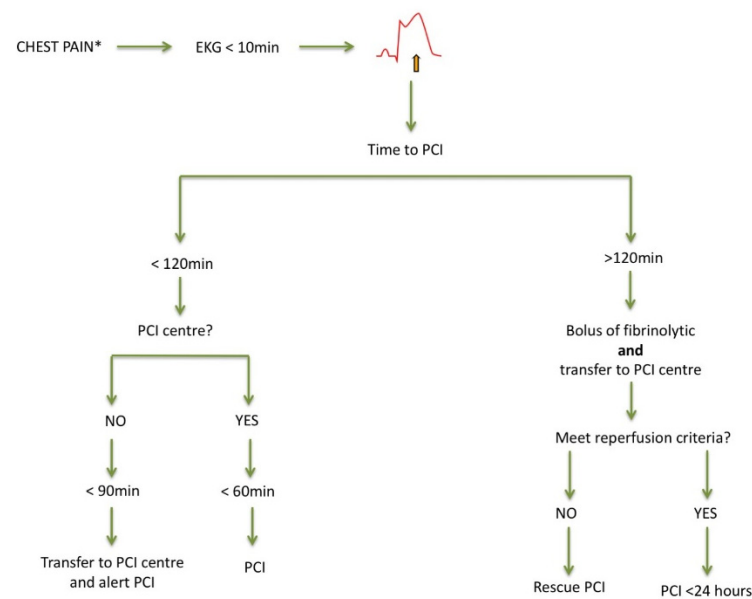 CHEST PAIN*
EKG < 10min
Time to PCI
< 120min
>120min
PCI centre?
Bolus of fibrinolytic
and
transfer to PCI centre
NO
YES
Meet reperfusion criteria?
< 90min
< 60min
NO
YES
Transfer to PCI centre
and alert PCI
PCI
Rescue PCI
PCI <24 hours